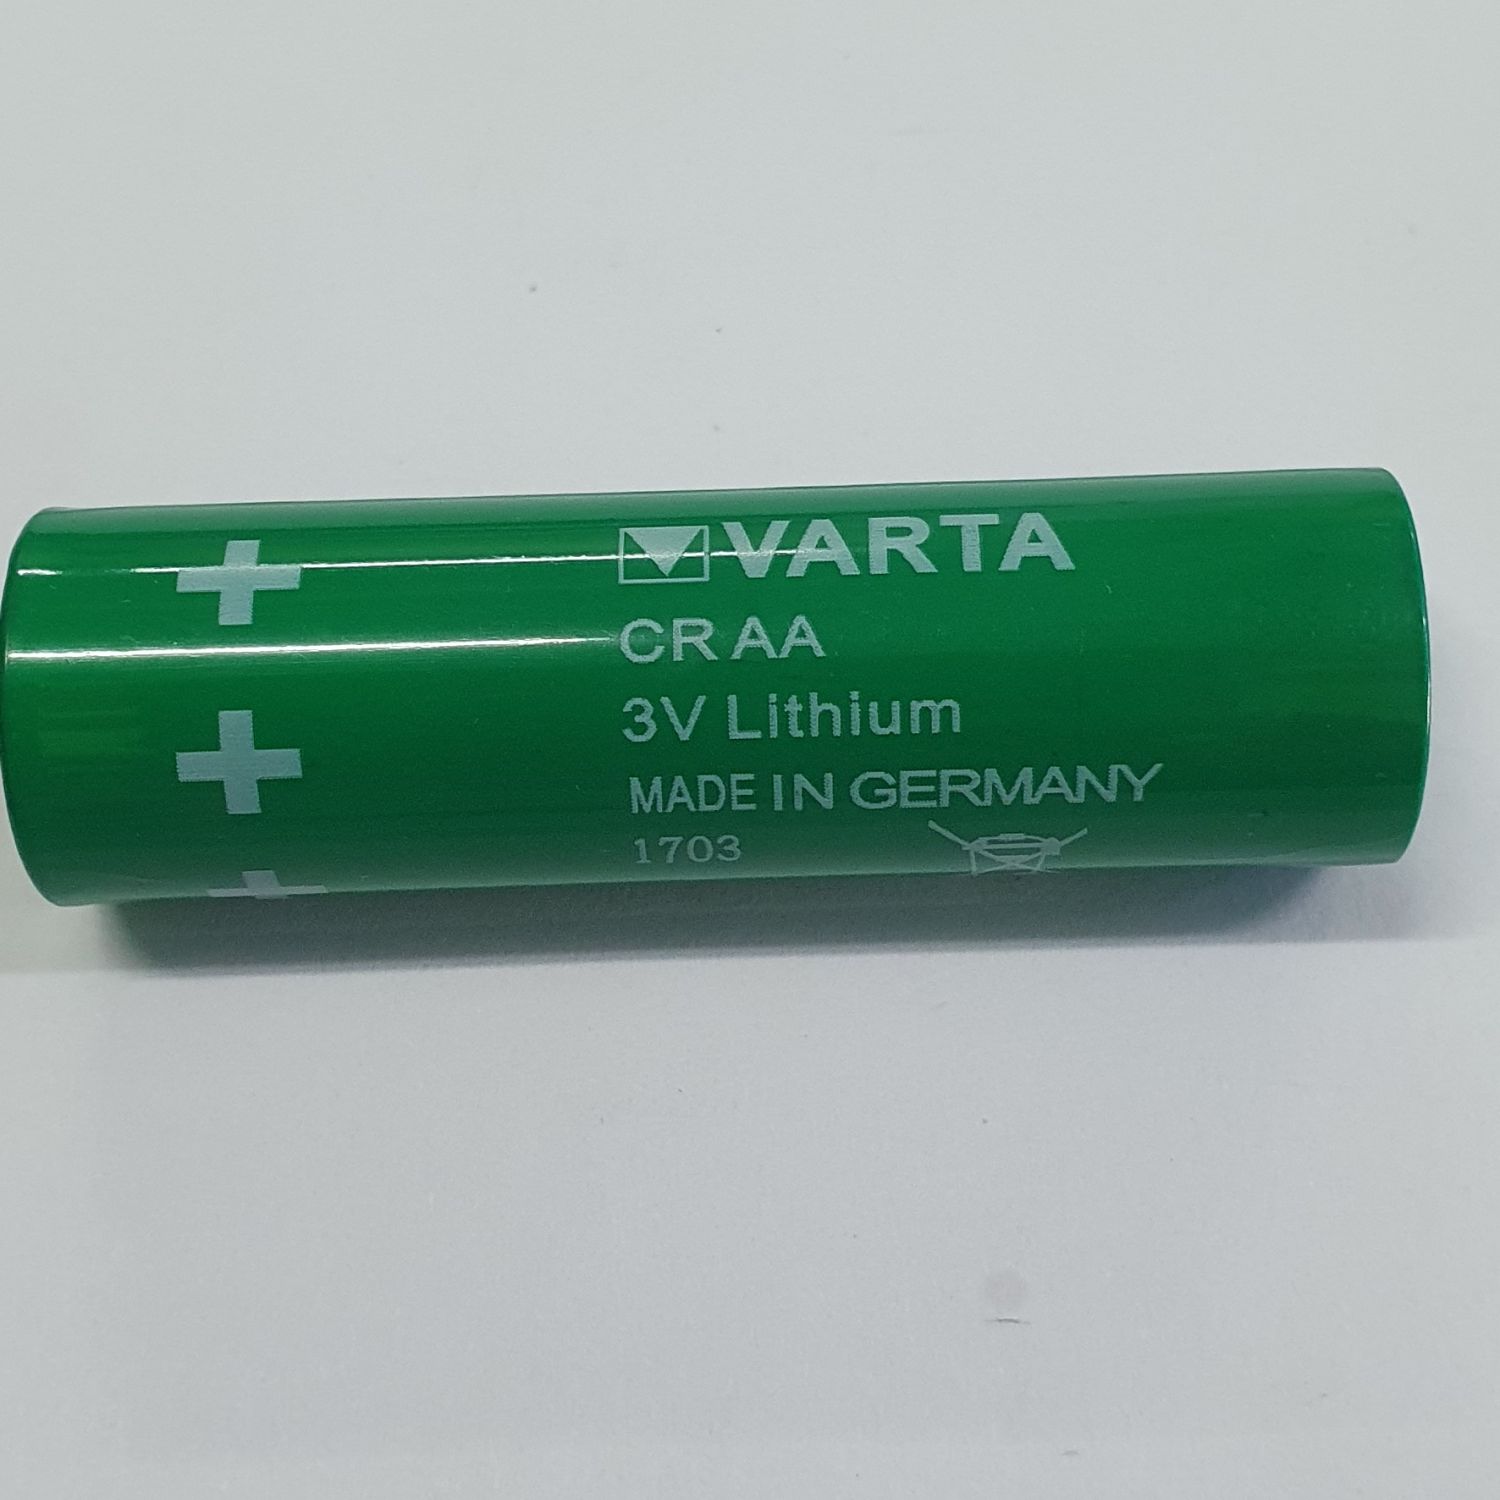 VARTA
CR AA
3V Lithium
MADE IN GERMANY
1703